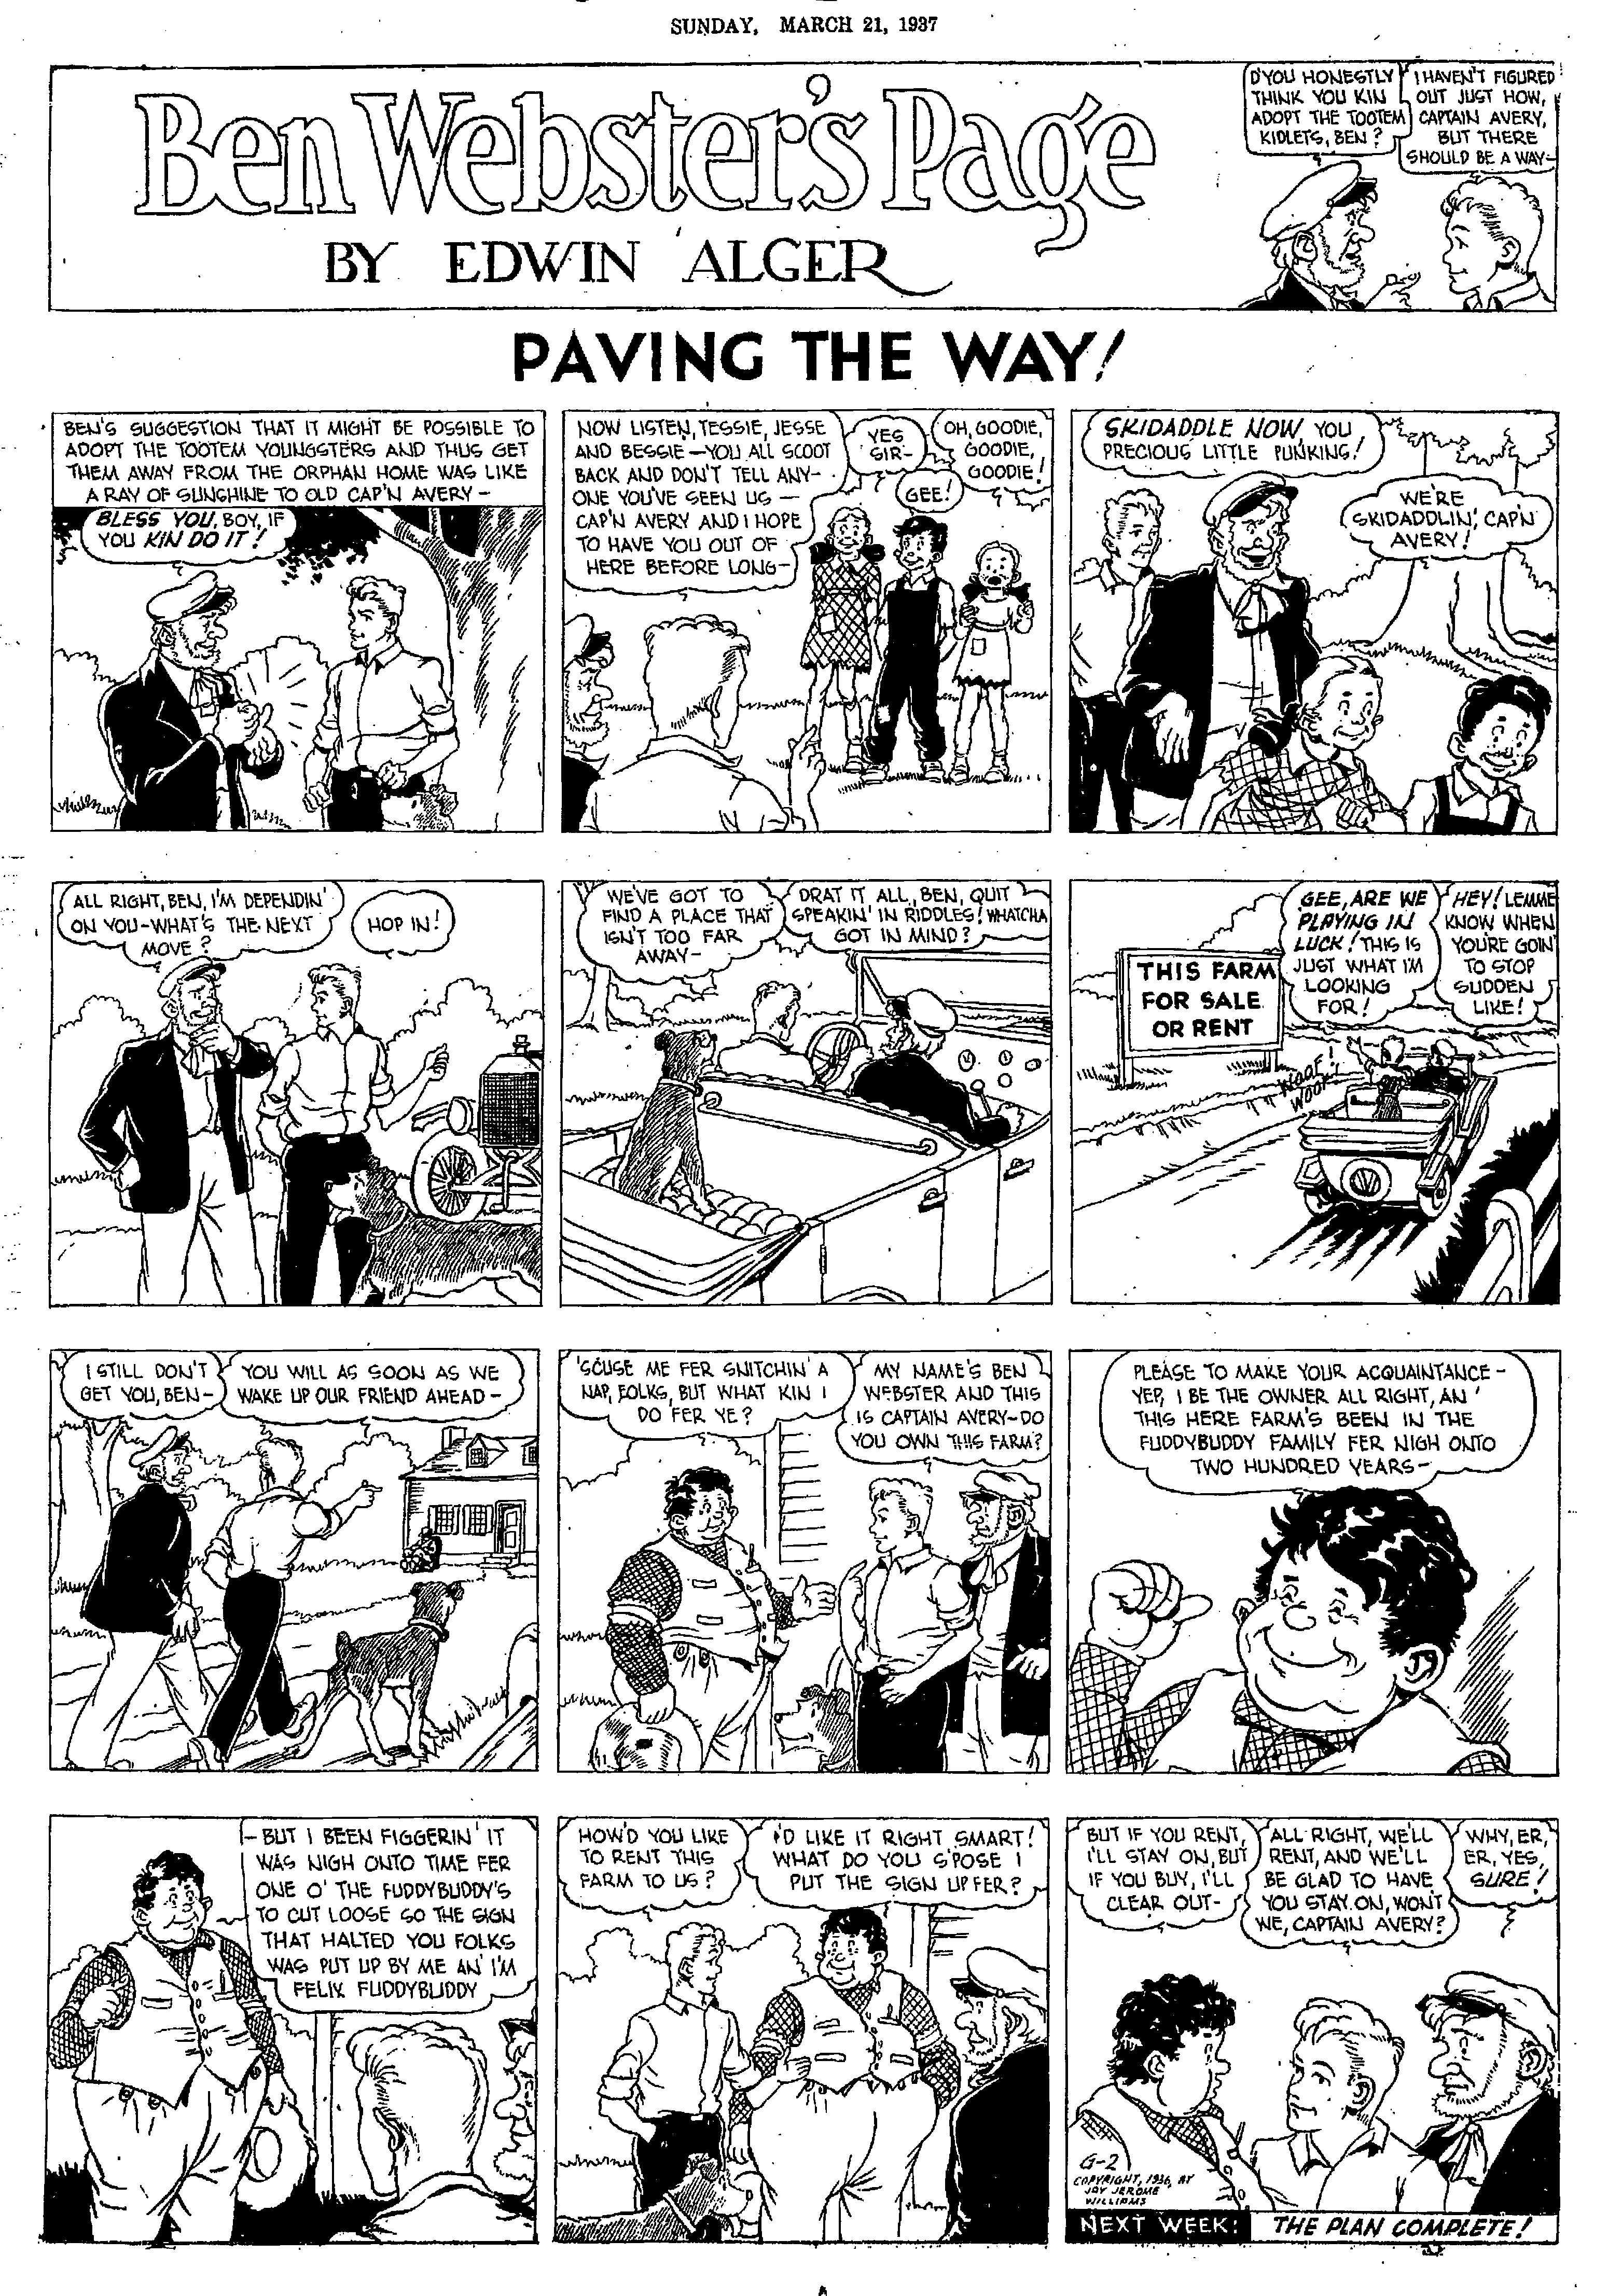 SUNDAY, MARCH 21, 1937
Ben Webster's Page
BY EDWIN ALGER
D'YOU HONESTLY
THINK YOU KIN
ADOPT THE TOOTEM
KIDLETS, BEN?
I HAVEN'T FIGURED
OUT JUST HOW,
CAPTAIN AVERY,
BUT THERE
SHOULD BE A WAY-
PAVING THE WAY!
BEN'S SUGGESTION THAT IT MIGHT BE POSSIBLE TO
ADOPT THE TOOTEM YOUNGSTERS AND THUS GET
THEM AWAY FROM THE ORPHAN HOME WAS LIKE
A RAY OF SUNSHINE TO OLD CAP'N AVERY -
BLESS YOU, BOY, IF
YOU KIN DO IT!
NOW LISTEN, TESSIE, JESSE
AND BESSIE-YOU ALL SCOOT
BACK AND DON'T TELL ANY-
ONE YOU'VE SEEN US -
CAP'N AVERY AND I HOPE
TO HAVE YOU OUT OF
HERE BEFORE LONG-
YES
SIR-
GEE!
OH, GOODIE,
GOODIE,
GOODIE!
SKIDADDLE NOW, YOU
PRECIOUS LITTLE PUNKINS!
WE'RE
SKIDADDLIN', CAP'N
AVERY!
ALL RIGHT, BEN, I'M DEPENDIN'
ON YOU-WHAT'S THE NEXT
MOVE?
HOP IN!
WE'VE GOT TO
FIND A PLACE THAT
ISN'T TOO FAR
AWAY-
DRAT IT ALL, BEN, QUIT
SPEAKIN' IN RIDDLES! WHATCHA
GOT IN MIND?
THIS FARM
FOR SALE
OR RENT
GEE, ARE WE
PLAYING IN
LUCK! THIS IS
JUST WHAT I'M
LOOKING
FOR!
HEY! LEMME
KNOW WHEN
YOU'RE GOIN'
TO STOP
SUDDEN
LIKE!
WOOF!
WOOF!
I STILL DON'T
GET YOU, BEN-
YOU WILL AS SOON AS WE
WAKE UP OUR FRIEND AHEAD-
'SCUSE ME FER SNITCHIN' A
NAP, FOLKS, BUT WHAT KIN I
DO FER YE?
MY NAME'S BEN
WEBSTER AND THIS
IS CAPTAIN AVERY-DO
YOU OWN THIS FARM?
PLEASE TO MAKE YOUR ACQUAINTANCE-
YEP, I BE THE OWNER ALL RIGHT, AN'
THIS HERE FARM'S BEEN IN THE
FUDDYBUDDY FAMILY FER NIGH ONTO
TWO HUNDRED YEARS-
-BUT I BEEN FIGGERIN' IT
WAS NIGH ONTO TIME FER
ONE O' THE FUDDYBUDDY'S
TO CUT LOOSE SO THE SIGN
THAT HALTED YOU FOLKS
WAS PUT UP BY ME AN' I'M
FELIX FUDDYBUDDY
HOW'D YOU LIKE
TO RENT THIS
FARM TO US?
I'D LIKE IT RIGHT SMART!
WHAT DO YOU S'POSE I
PUT THE SIGN UP FER?
BUT IF YOU RENT,
I'LL STAY ON, BUT
IF YOU BUY, I'LL
CLEAR OUT-
ALL RIGHT, WE'LL
RENT, AND WE'LL
BE GLAD TO HAVE
YOU STAY ON, WON'T
WE, CAPTAIN AVERY?
WHY, ER,
ER, YES,
SURE!
G-2
COPYRIGHT, 1936, BY
JAY JEROME
WILLIAMS
NEXT WEEK: THE PLAN COMPLETE!